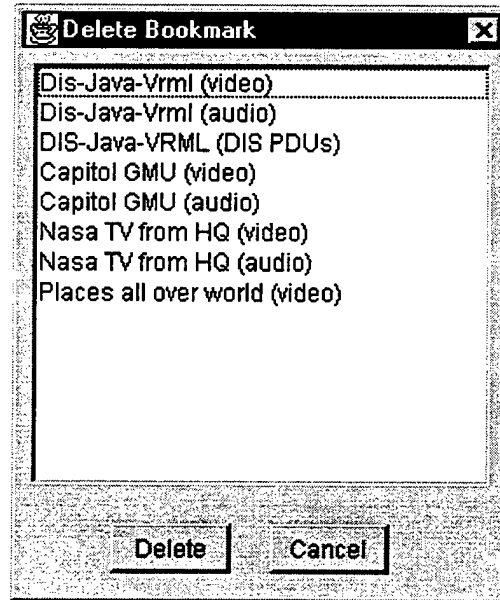 Delete Bookmark
Dis-Java-Vrml (video)
Dis-Java-Vrml (audio)
DIS-Java-VRML (DIS PDUs)
Capitol GMU (video)
Capitol GMU (audio)
Nasa TV from HQ (video)
Nasa TV from HQ (audio)
Places all over world (video)
Delete
Cancel